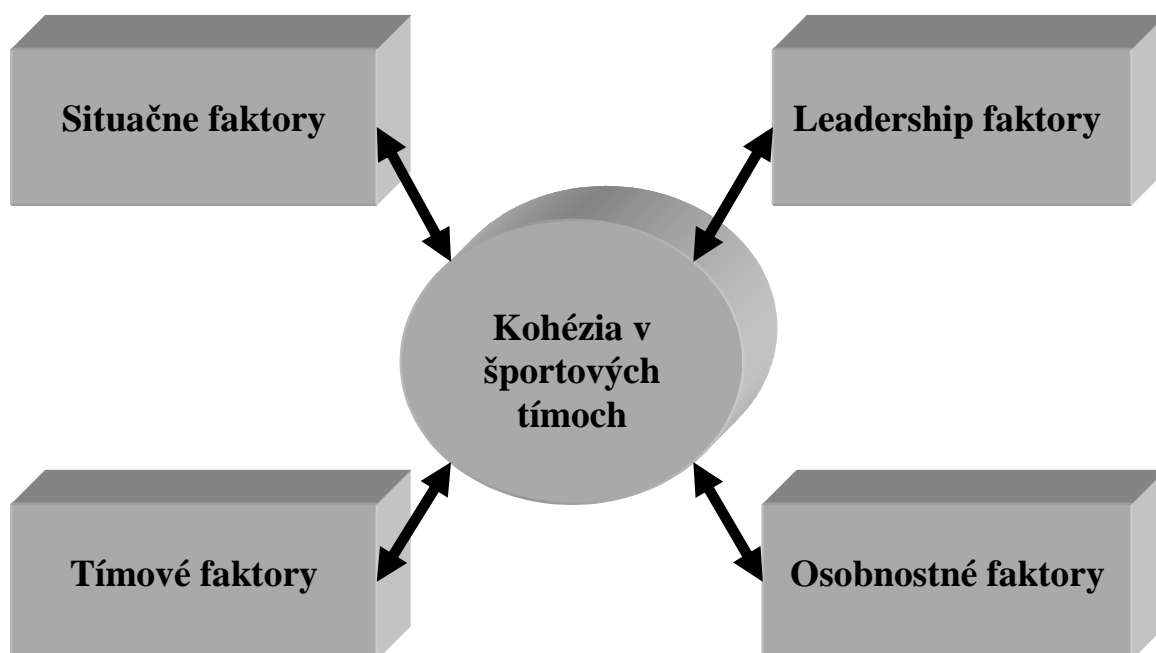 Situačne faktory
Leadership faktory
Kohézia v
športových
tímoch
Tímové faktory
Osobnostné faktory